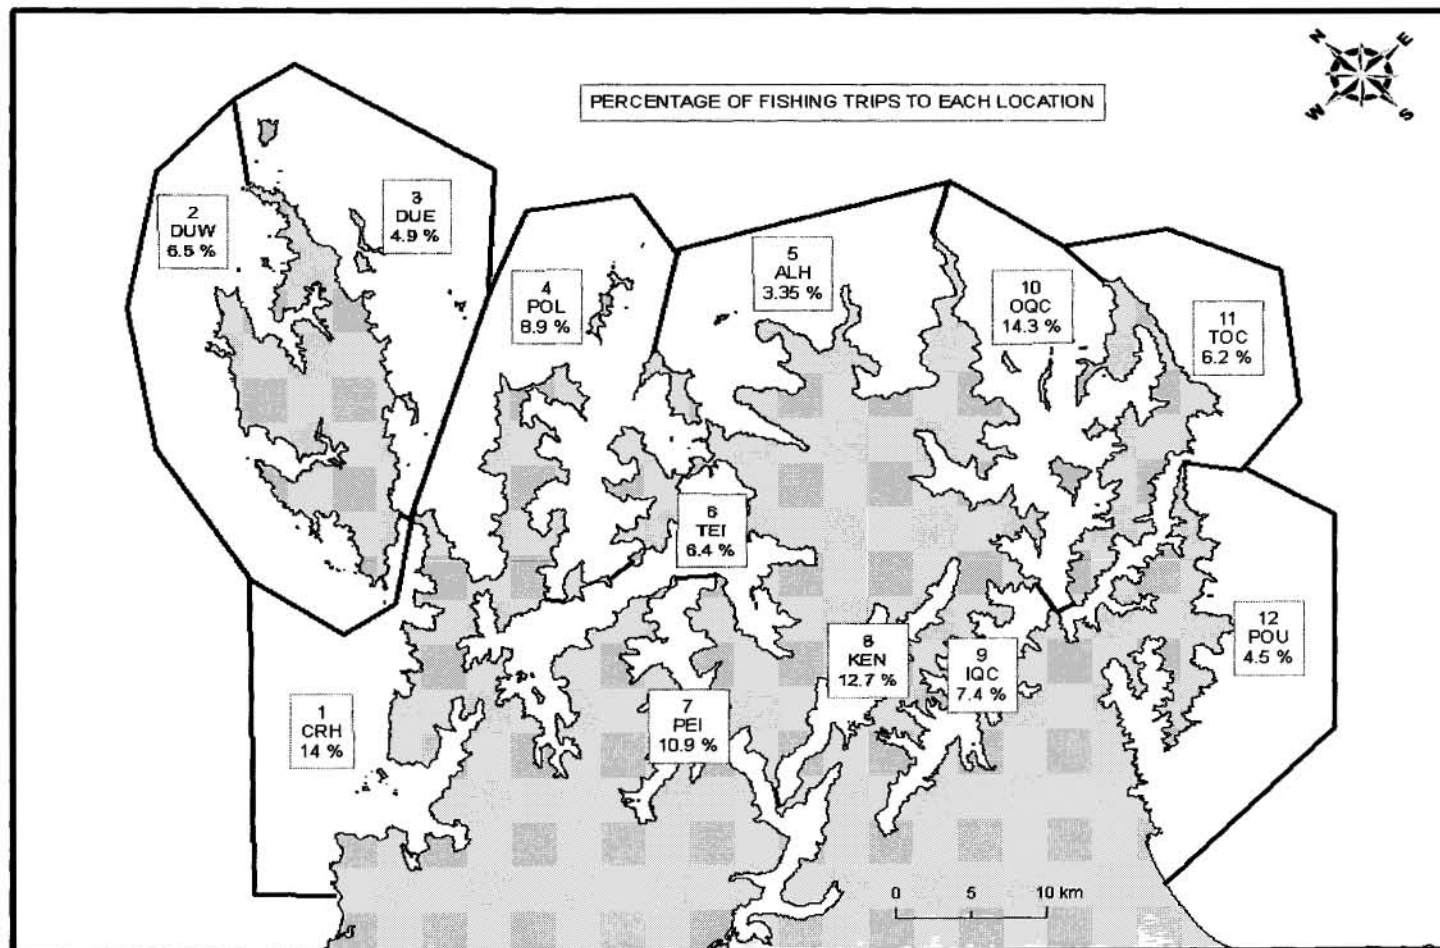 PERCENTAGE OF FISHING TRIPS TO EACH LOCATION
N
E
W
S
2
DUW
6.5 %
3
DUE
4.9 %
4
POL
8.9 %
5
ALH
3.35 %
10
OQC
14.3 %
11
TOC
6.2 %
6
TEI
6.4 %
12
POU
4.5 %
8
KEN
12.7 %
9
IQC
7.4 %
1
CRH
14 %
7
PEI
10.9 %
0 5 10 km